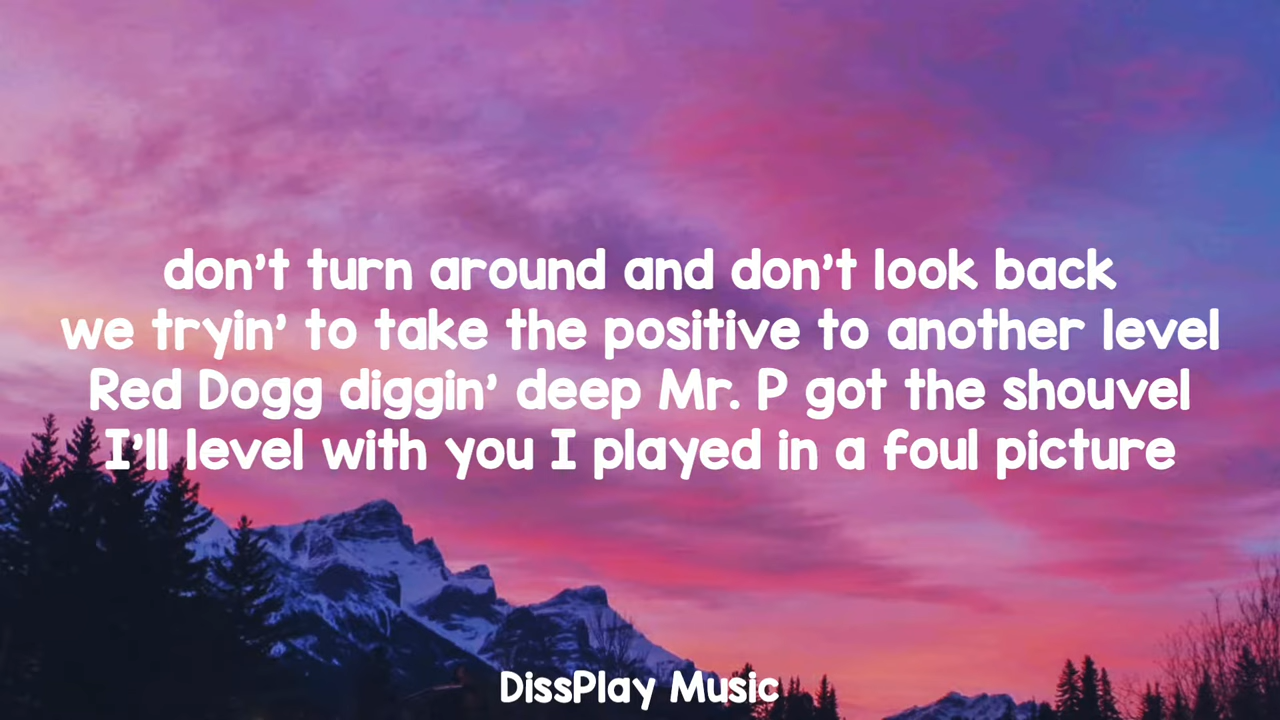 don't turn around and don't look back
we tryin' to take the positive to another level
Red Dogg diggin' deep Mr. P got the shouvel
I'll level with you I played in a foul picture
DissPlay Music